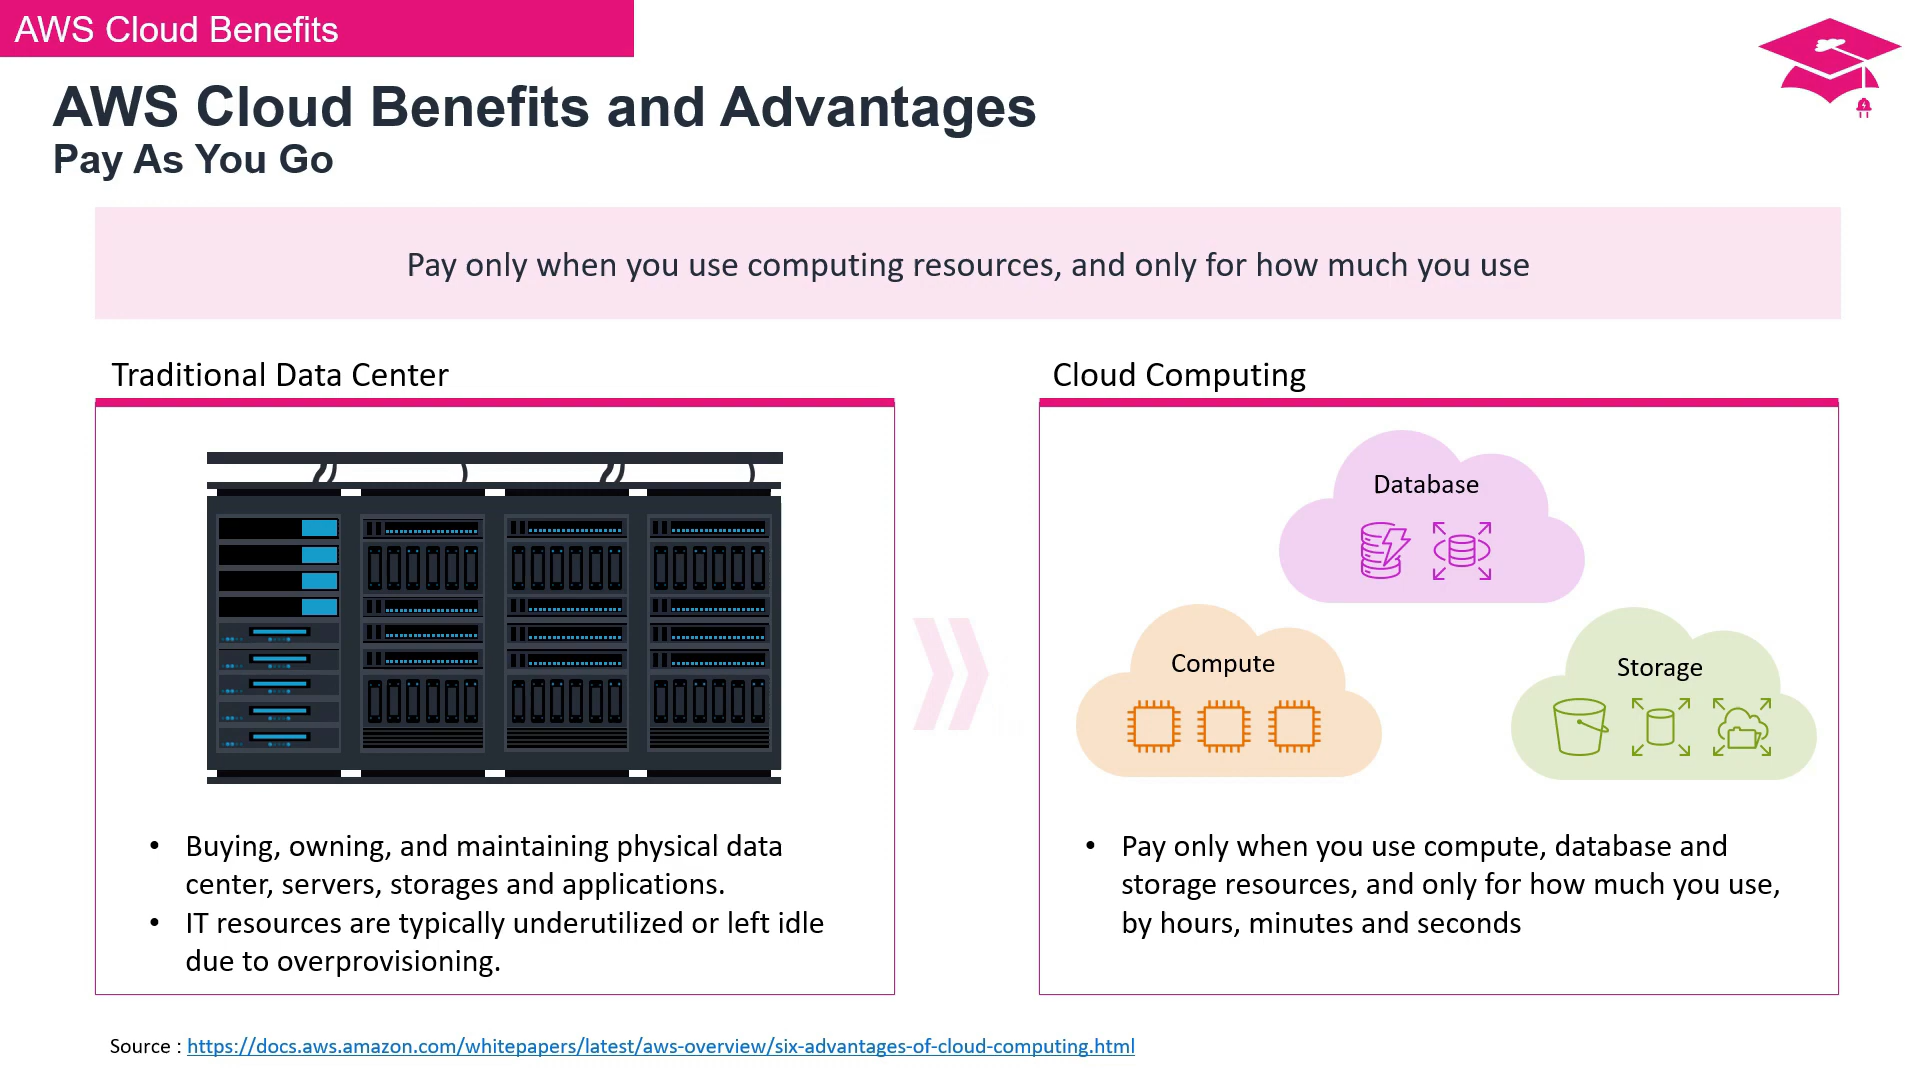 AWS Cloud Benefits
AWS Cloud Benefits and Advantages
Pay As You Go
Pay only when you use computing resources, and only for how much you use
Traditional Data Center
• Buying, owning, and maintaining physical data
center, servers, storages and applications.
• IT resources are typically underutilized or left idle
due to overprovisioning.
Cloud Computing
Database
Compute
Storage
• Pay only when you use compute, database and
storage resources, and only for how much you use,
by hours, minutes and seconds
Source : https://docs.aws.amazon.com/whitepapers/latest/aws-overview/six-advantages-of-cloud-computing.html